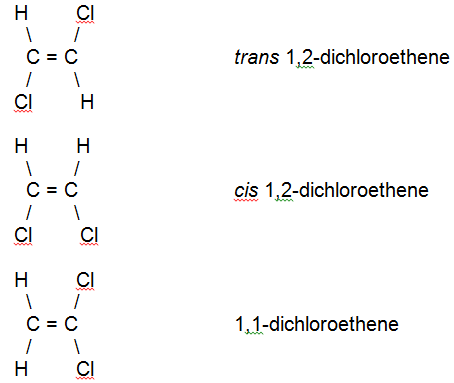 H Cl
\ /
C = C trans 1,2-dichloroethene
/ \
Cl H
H H
\ /
C = C cis 1,2-dichloroethene
/ \
Cl Cl
H Cl
\ /
C = C 1,1-dichloroethene
/ \
H Cl